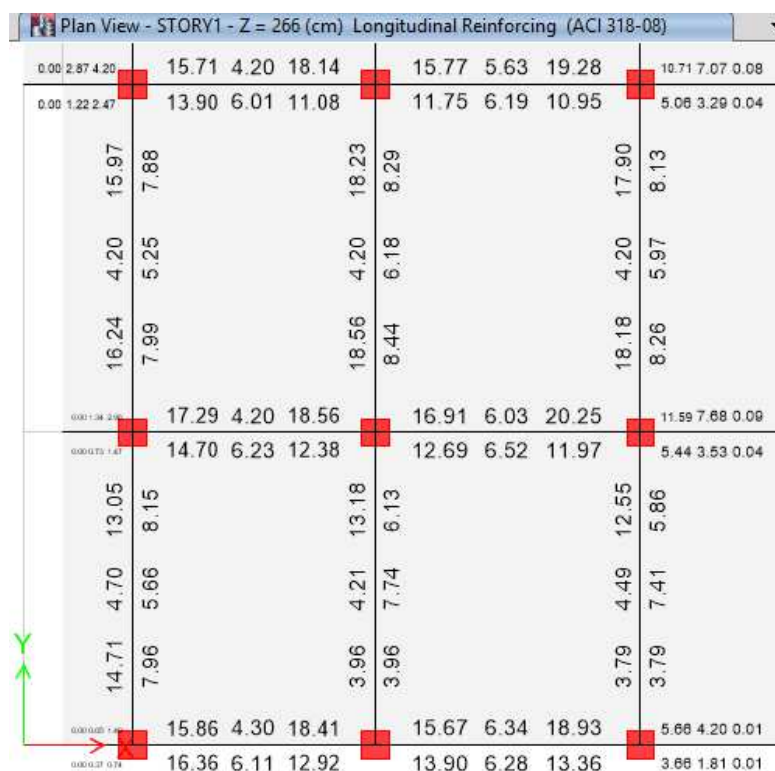 Plan View - STORY1 - Z = 266 (cm) Longitudinal Reinforcing (ACI 318-08)
0.00 2.87 4.20 15.71 4.20 18.14 15.77 5.63 19.28 10.71 7.07 0.08
0.00 1.22 2.47 13.90 6.01 11.08 11.75 6.19 10.95 5.06 3.29 0.04
15.97 7.88 18.23 8.29 17.90 8.13
4.20 5.25 4.20 6.18 4.20 5.97
16.24 7.99 18.56 8.44 18.18 8.26
17.29 4.20 18.56 16.91 6.03 20.25 11.59 7.68 0.09
14.70 6.23 12.38 12.69 6.52 11.97 5.44 3.53 0.04
13.05 8.15 13.18 6.13 12.55 5.86
4.70 5.66 4.21 7.74 4.49 7.41
14.71 7.96 3.96 3.96 3.79 3.79
Y
15.86 4.30 18.41 15.67 6.34 18.93 5.66 4.20 0.01
X
16.36 6.11 12.92 13.90 6.28 13.36 3.66 1.81 0.01